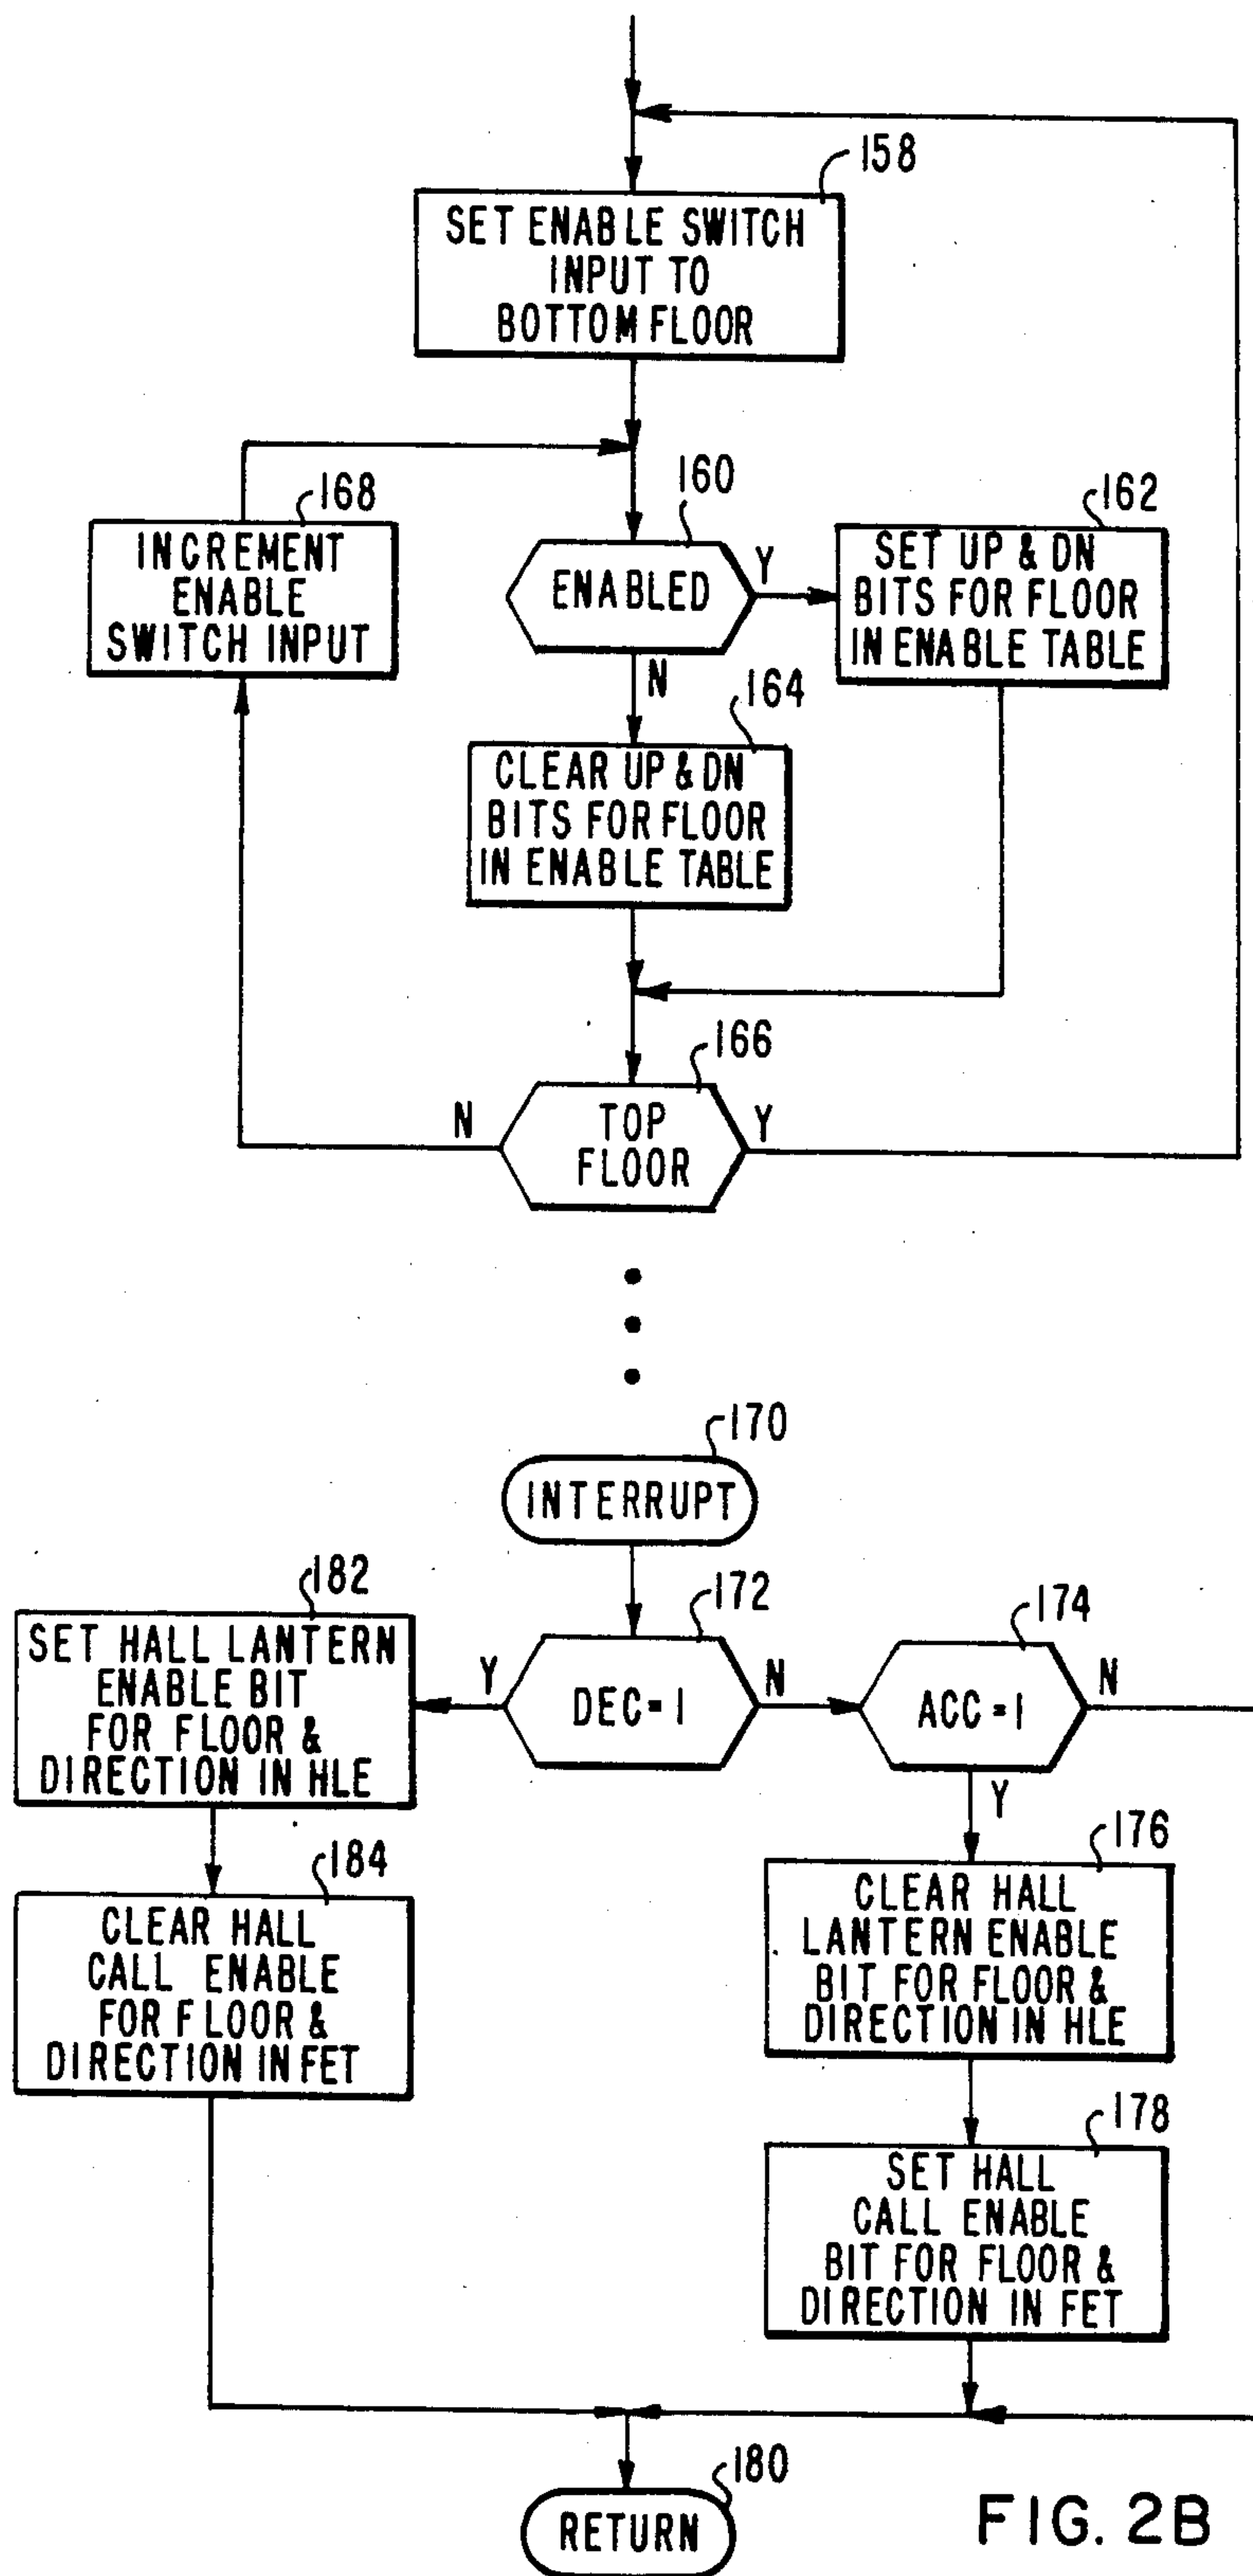 158
SET ENABLE SWITCH
INPUT TO
BOTTOM FLOOR
168
INCREMENT
ENABLE
SWITCH INPUT
160
ENABLED
Y
N
162
SET UP & DN
BITS FOR FLOOR
IN ENABLE TABLE
164
CLEAR UP & DN
BITS FOR FLOOR
IN ENABLE TABLE
166
N
TOP
FLOOR
Y
170
INTERRUPT
182
SET HALL LANTERN
ENABLE BIT
FOR FLOOR &
DIRECTION IN HLE
172
Y
DEC=1
N
174
ACC=1
N
Y
184
CLEAR HALL
CALL ENABLE
FOR FLOOR &
DIRECTION IN FET
176
CLEAR HALL
LANTERN ENABLE
BIT FOR FLOOR &
DIRECTION IN HLE
178
SET HALL
CALL ENABLE
BIT FOR FLOOR &
DIRECTION IN FET
180
RETURN
FIG. 2B